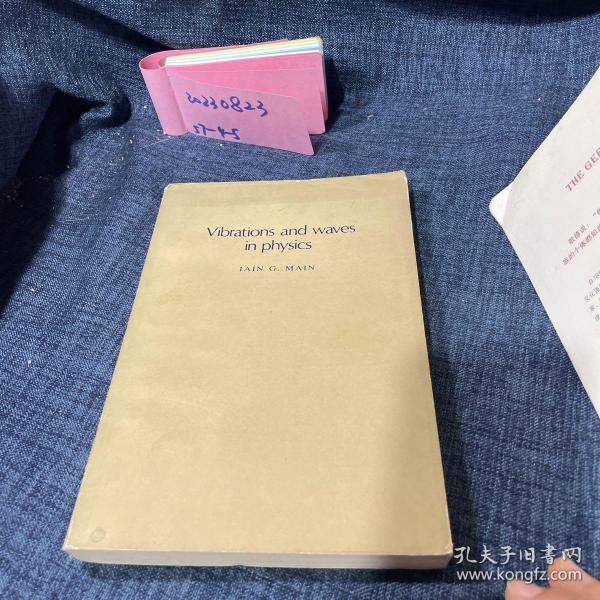 20230823
57-45
Vibrations and waves
in physics
IAIN G. MAIN
THE GEE
孔夫子旧书网
www.kongfz.com